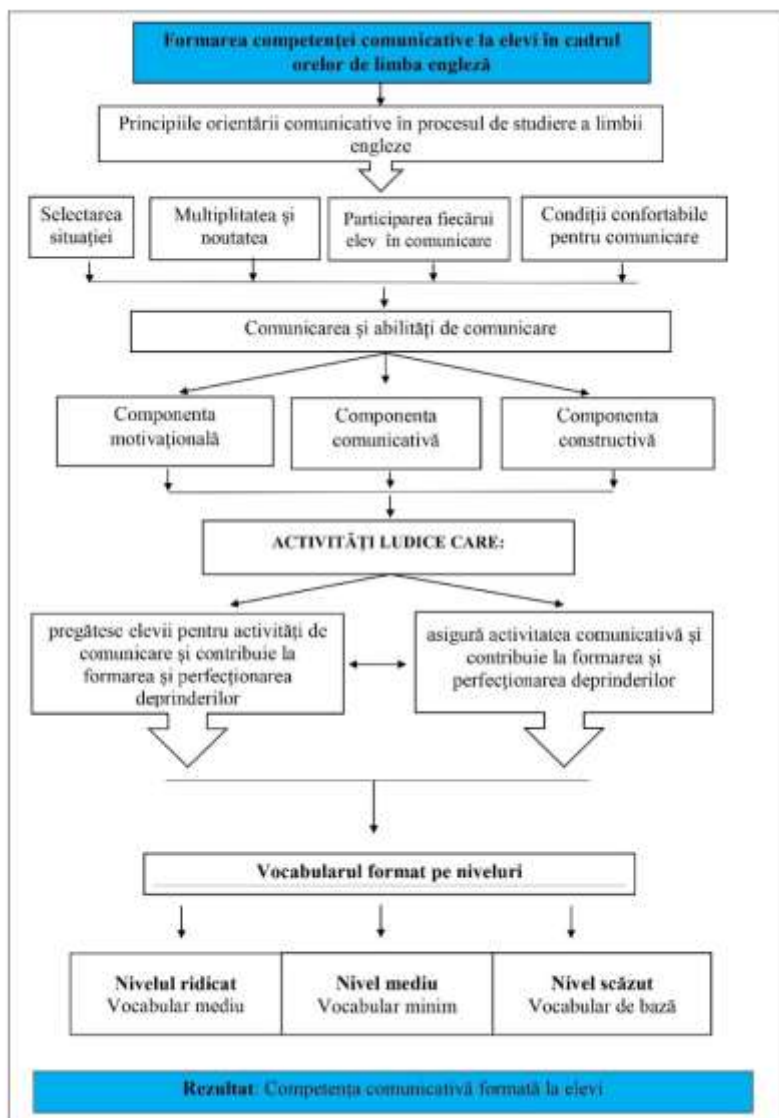 Formarea competenței comunicative la elevi în cadrul
orelor de limba engleză
Principiile orientării comunicative în procesul de studiere a limbii
engleze
Selectarea
situației
Multiplitatea și
noutatea
Participarea fiecărui
elev în comunicare
Condiții confortabile
pentru comunicare
Comunicarea și abilități de comunicare
Componenta
motivațională
Componenta
comunicativă
Componenta
constructivă
ACTIVITĂȚI LUDICE CARE:
pregătesc elevii pentru activități de
comunicare și contribuie la
formarea și perfecționarea
deprinderilor
asigură activitatea comunicativă și
contribuie la formarea și
perfecționarea deprinderilor
Vocabularul format pe niveluri
Nivelul ridicat
Vocabular mediu
Nivel mediu
Vocabular minim
Nivel scăzut
Vocabular de bază
Rezultat: Competența comunicativă formată la elevi